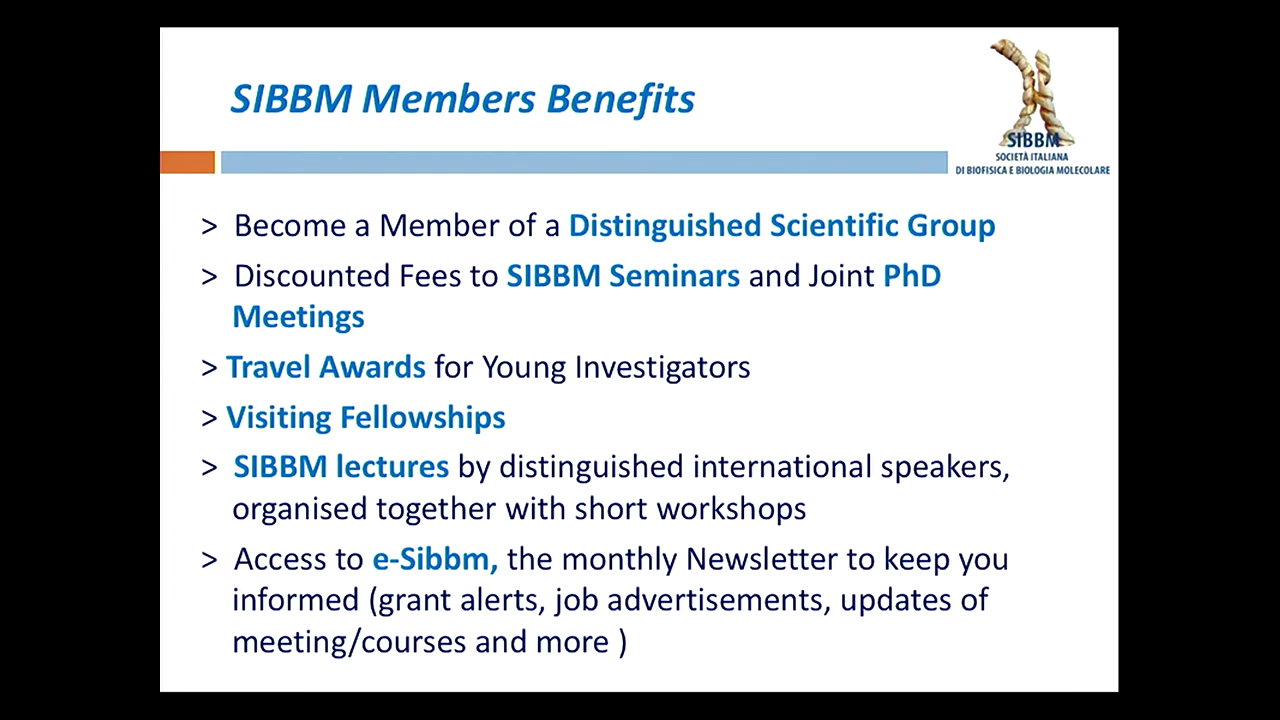 SIBBM Members Benefits
SIBBM
SOCIETÀ ITALIANA
DI BIOFISICA E BIOLOGIA MOLECOLARE
> Become a Member of a Distinguished Scientific Group
> Discounted Fees to SIBBM Seminars and Joint PhD
Meetings
> Travel Awards for Young Investigators
> Visiting Fellowships
> SIBBM lectures by distinguished international speakers,
organised together with short workshops
> Access to e-Sibbm, the monthly Newsletter to keep you
informed (grant alerts, job advertisements, updates of
meeting/courses and more )